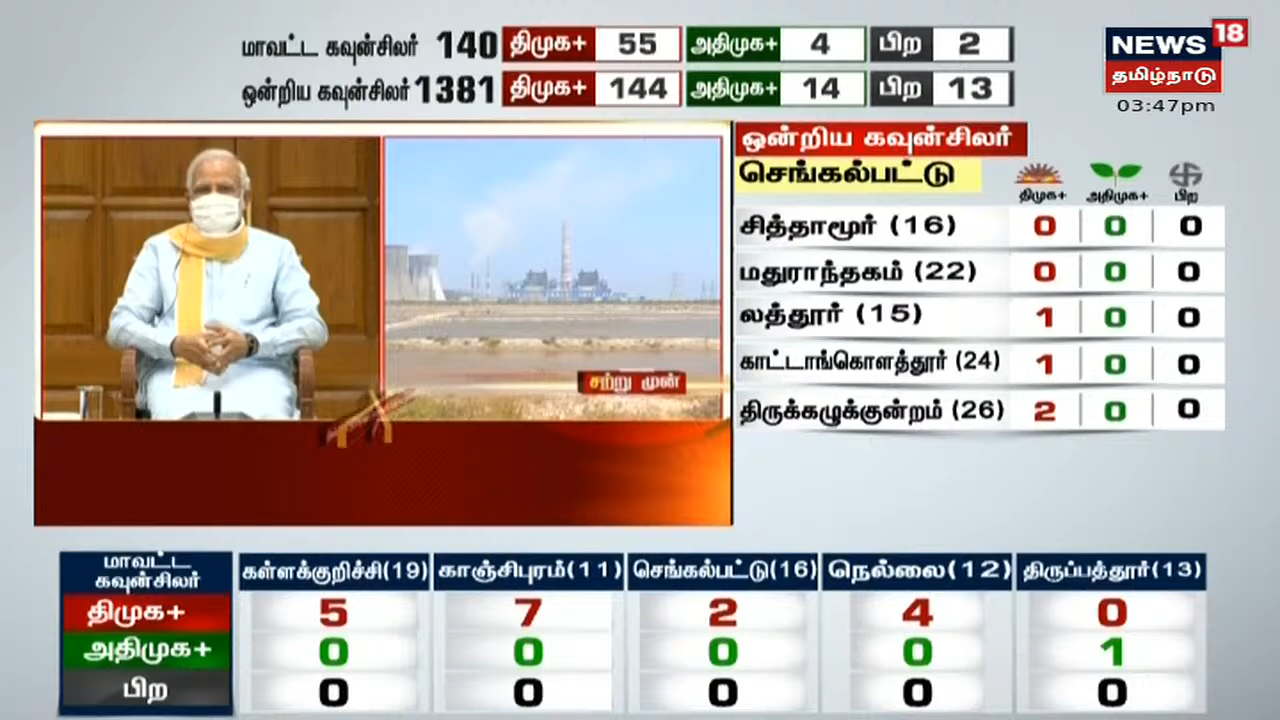 மாவட்ட கவுன்சிலர் 140 திமுக+ 55 அதிமுக+ 4 பிற 2
ஒன்றிய கவுன்சிலர் 1381 திமுக+ 144 அதிமுக+ 14 பிற 13
NEWS 18
தமிழ்நாடு
03:47pm
ஒன்றிய கவுன்சிலர்
செங்கல்பட்டு
திமுக+ அதிமுக+ பிற
சித்தாமூர் (16) 0 0 0
மதுராந்தகம் (22) 0 0 0
லத்தூர் (15) 1 0 0
காட்டாங்கொளத்தூர் (24) 1 0 0
திருக்கழுக்குன்றம் (26) 2 0 0
சற்று முன்
மாவட்ட
கவுன்சிலர் கள்ளக்குறிச்சி(19) காஞ்சிபுரம்(11) செங்கல்பட்டு(16) நெல்லை(12) திருப்பத்தூர்(13)
திமுக+ 5 7 2 4 0
அதிமுக+ 0 0 0 0 1
பிற 0 0 0 0 0